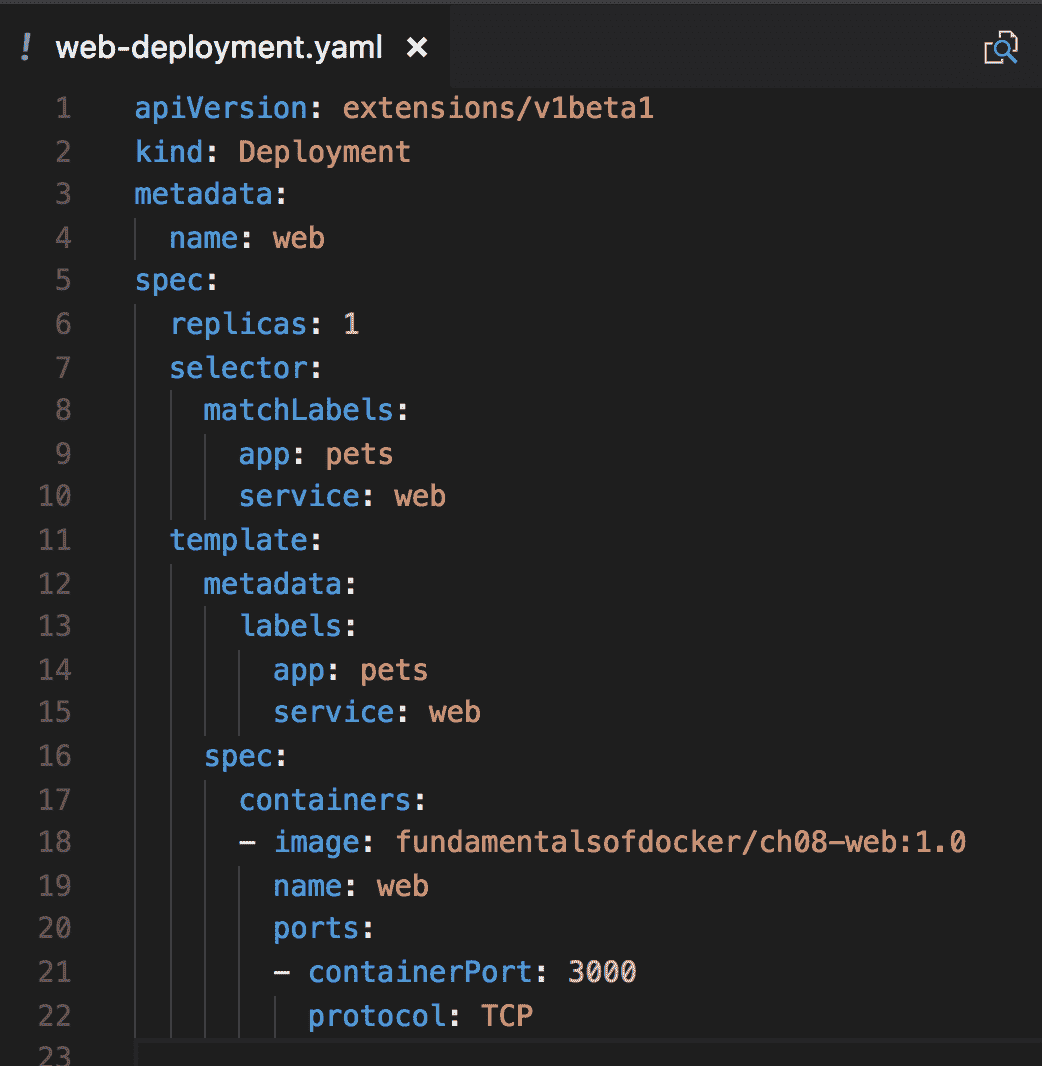 ! web-deployment.yaml ×
1 apiVersion: extensions/v1beta1
2 kind: Deployment
3 metadata:
4   name: web
5 spec:
6   replicas: 1
7   selector:
8     matchLabels:
9       app: pets
10       service: web
11   template:
12     metadata:
13       labels:
14         app: pets
15         service: web
16     spec:
17       containers:
18       - image: fundamentalsofdocker/ch08-web:1.0
19         name: web
20         ports:
21         - containerPort: 3000
22           protocol: TCP
23